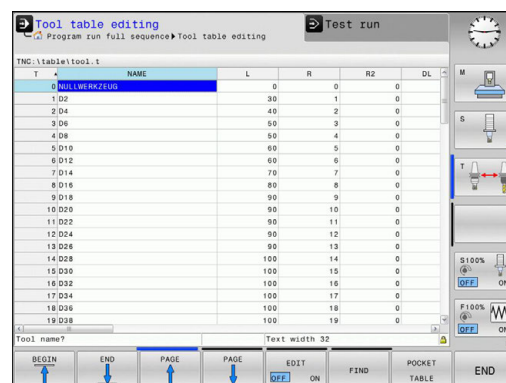 Tool table editing
Program run full sequence▸Tool table editing
Test run
TNC:\table\tool.t
T NAME L R R2 DL
0 NULLWERKZEUG 0 0 0
1 D2 30 1 0
2 D4 40 2 0
3 D6 50 3 0
4 D8 50 4 0
5 D10 60 5 0
6 D12 60 6 0
7 D14 70 7 0
8 D16 80 8 0
9 D18 90 9 0
10 D20 90 10 0
11 D22 90 11 0
12 D24 90 12 0
13 D26 90 13 0
14 D28 100 14 0
15 D30 100 15 0
16 D32 100 16 0
17 D34 100 17 0
18 D36 100 18 0
19 D38 100 19 0
Tool name? Text width 32
M
S
T
S100%
OFF ON
F100%
OFF ON
BEGIN
END
PAGE
PAGE
EDIT
OFF ON
FIND
POCKET
TABLE
END